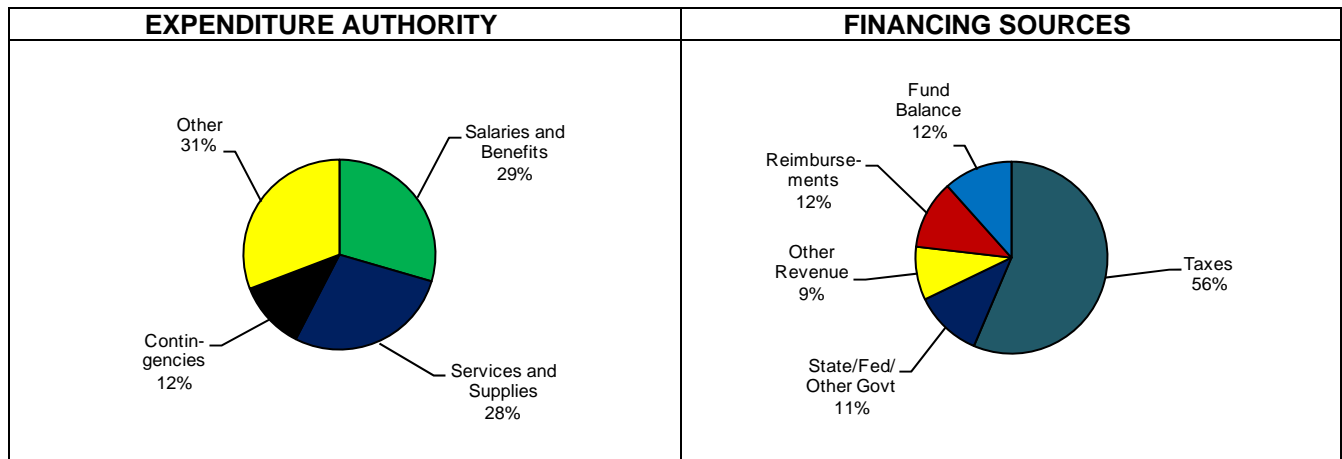 EXPENDITURE AUTHORITY
Other
31%
Salaries and
Benefits
29%
Contin-
gencies
12%
Services and
Supplies
28%
FINANCING SOURCES
Fund
Balance
12%
Reimburse-
ments
12%
Other
Revenue
9%
Taxes
56%
State/Fed/
Other Govt
11%